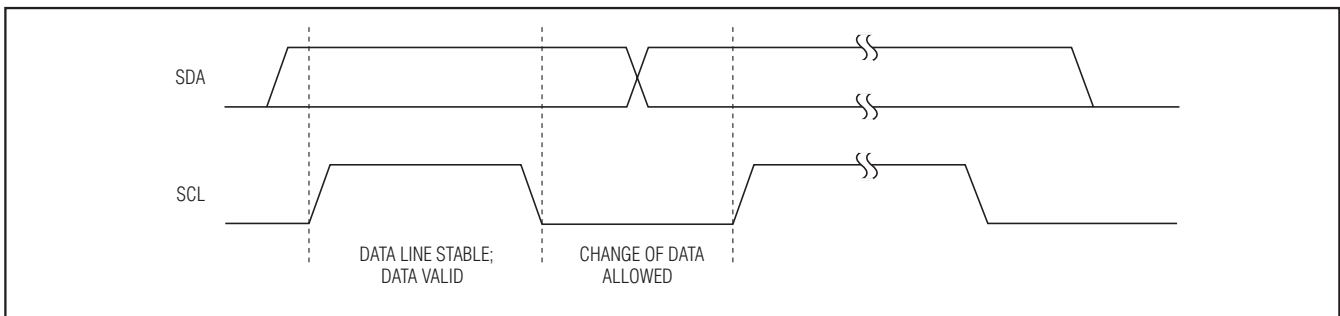 SDA
SCL
DATA LINE STABLE;
DATA VALID
CHANGE OF DATA
ALLOWED